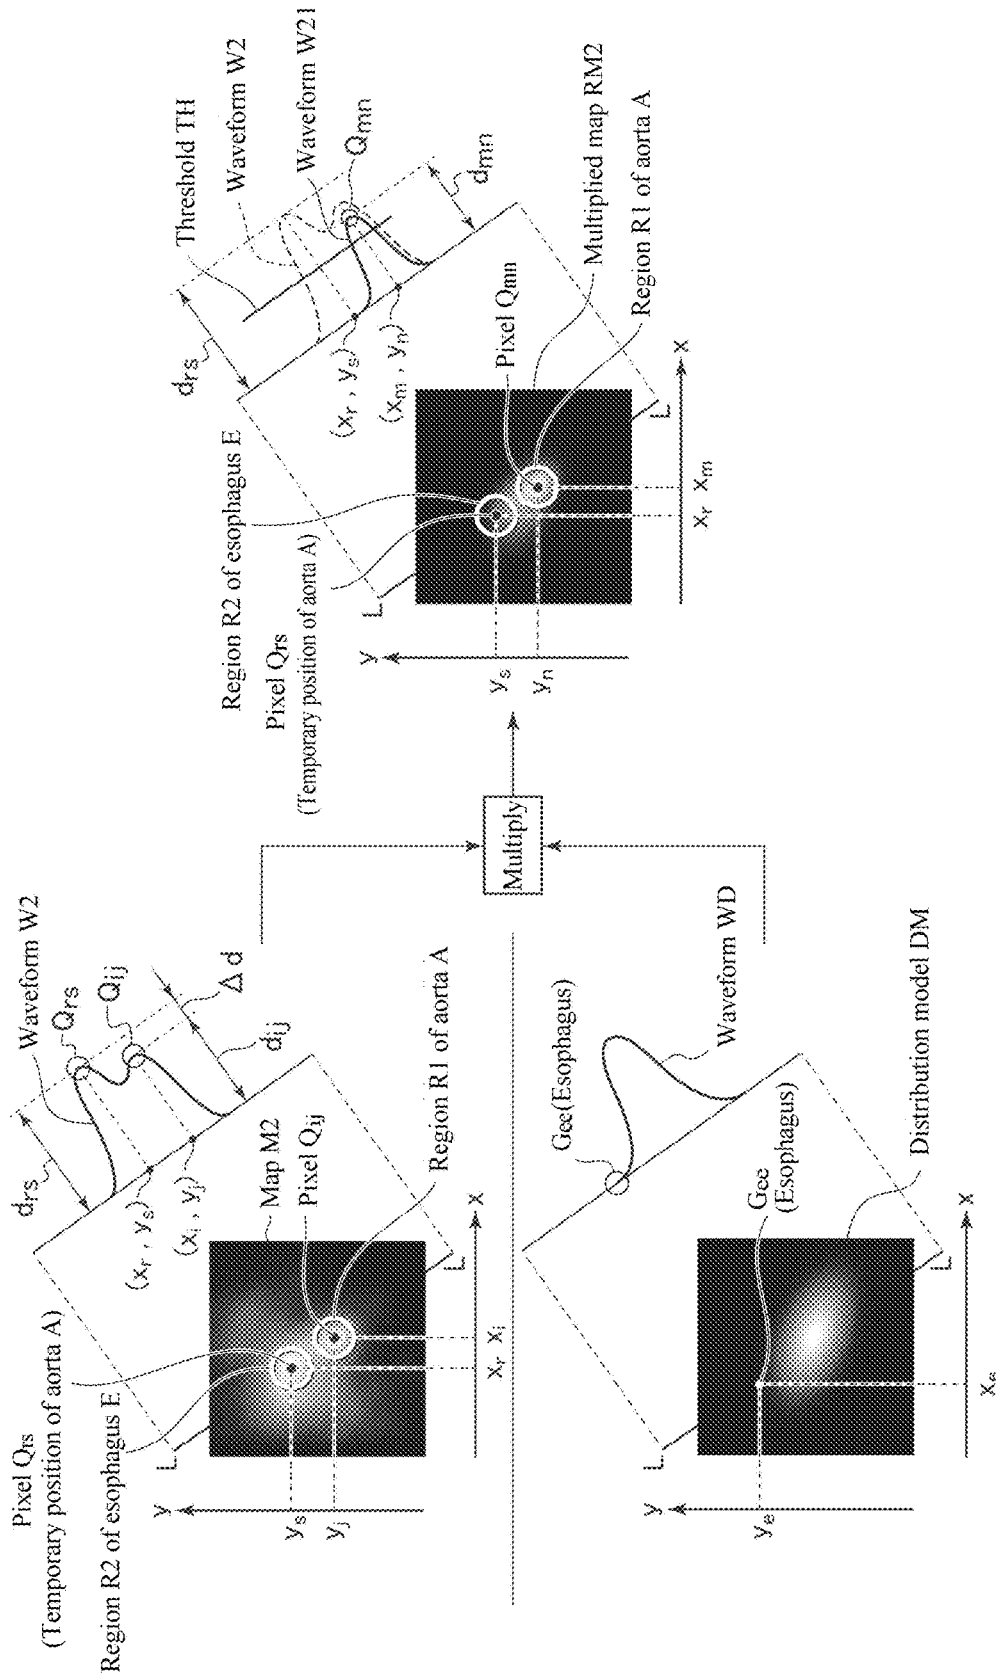 Pixel Qrs
(Temporary position of aorta A)
Region R2 of esophagus E
Waveform W2
drs
Qrs
Qij
Δd
dij
(xr , ys)
(xi , yj)
Map M2
Pixel Qij
Region R1 of aorta A
L
L
y
ys
yj
xr
xi
x
Gee(Esophagus)
Waveform WD
Gee
(Esophagus)
Distribution model DM
L
L
y
ye
xe
x
Multiply
Region R2 of esophagus E
Pixel Qrs
(Temporary position of aorta A)
drs
Threshold TH
Waveform W2
Waveform W21
Qmn
dmn
(xr , ys)
(xm , yn)
Pixel Qmn
Multiplied map RM2
Region R1 of aorta A
L
L
y
ys
yn
xr
xm
x